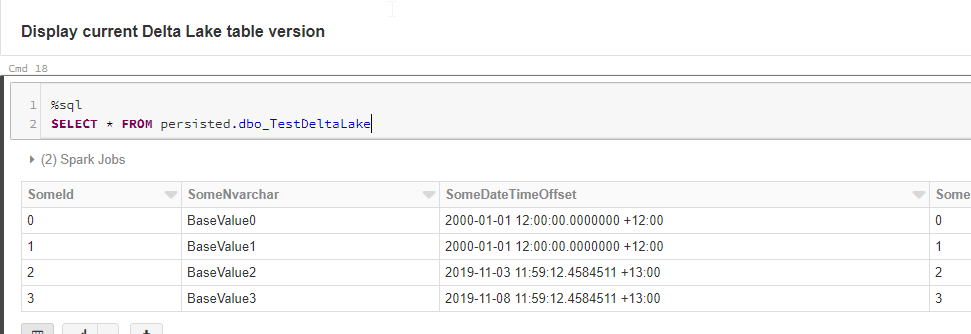 Display current Delta Lake table version
Cmd 18
1 %sql
2 SELECT * FROM persisted.dbo_TestDeltaLake
(2) Spark Jobs
SomeId SomeNvarchar SomeDateTimeOffset Some
0 BaseValue0 2000-01-01 12:00:00.0000000 +12:00 0
1 BaseValue1 2000-01-01 12:00:00.0000000 +12:00 1
2 BaseValue2 2019-11-03 11:59:12.4584511 +13:00 2
3 BaseValue3 2019-11-08 11:59:12.4584511 +13:00 3